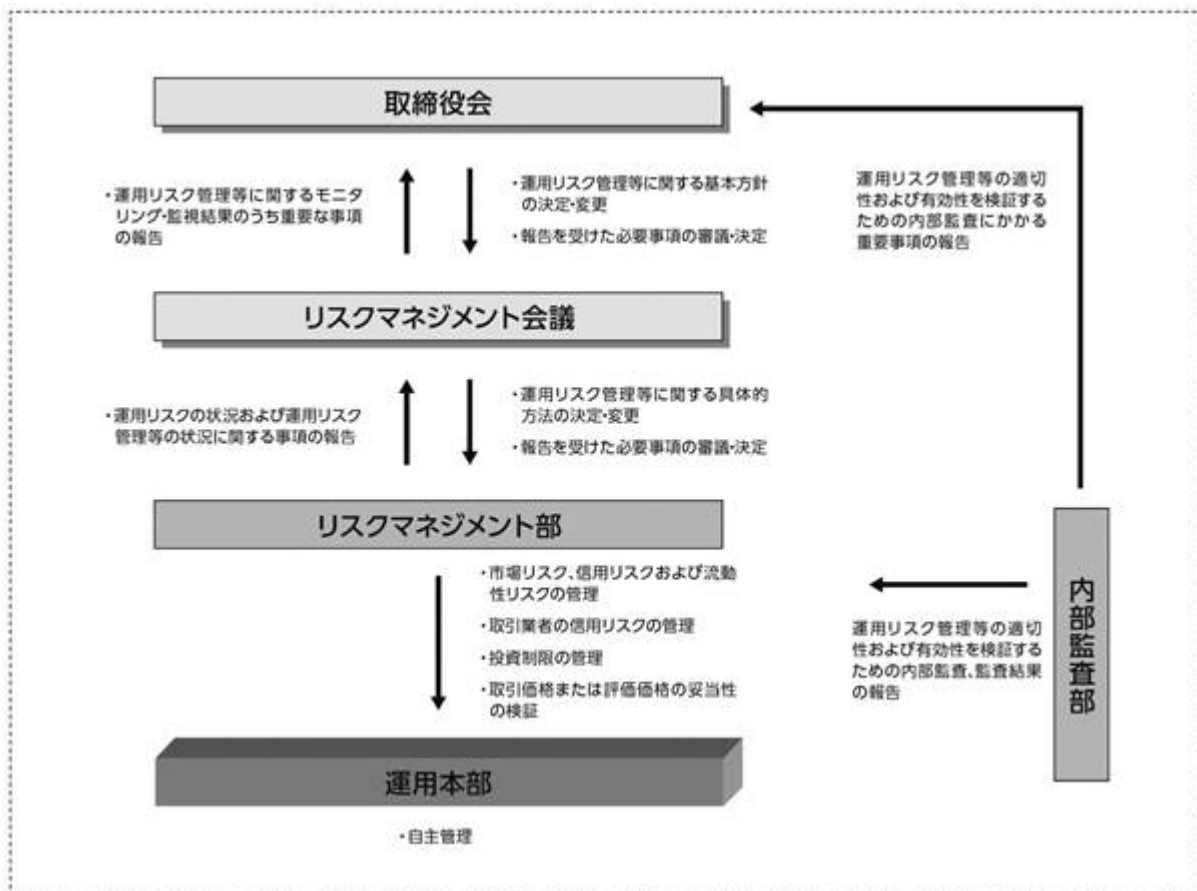 取締役会
・運用リスク管理等に関するモニタ
リング・監視結果のうち重要な事項
の報告
・運用リスク管理等に関する基本方針
の決定・変更
・報告を受けた必要事項の審議・決定
運用リスク管理等の適切
性および有効性を検証す
るための内部監査にかかる
重要事項の報告
リスクマネジメント会議
・運用リスクの状況および運用リスク
管理等の状況に関する事項の報告
・運用リスク管理等に関する具体的
方法の決定・変更
・報告を受けた必要事項の審議・決定
リスクマネジメント部
・市場リスク、信用リスクおよび流動
性リスクの管理
・取引業者の信用リスクの管理
・投資制限の管理
・取引価格または評価価格の妥当性
の検証
運用リスク管理等の適切
性および有効性を検証する
ための内部監査、監査結果
の報告
内部監査部
運用本部
・自主管理